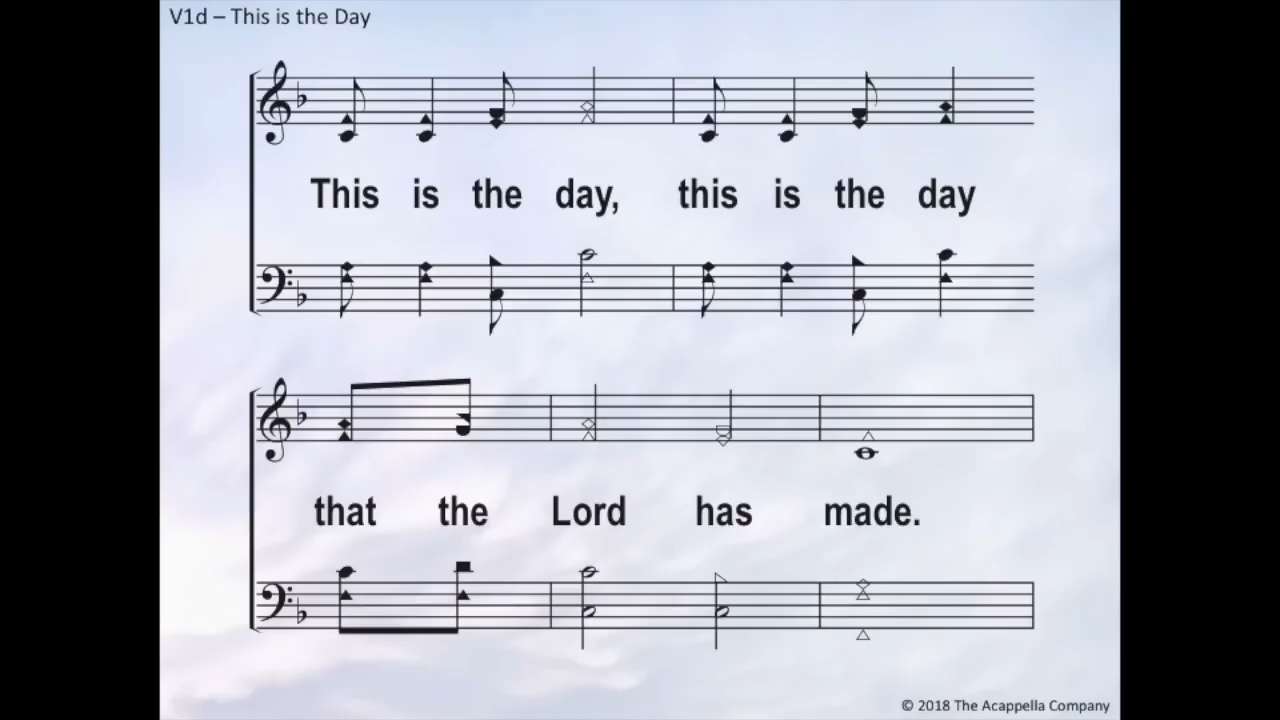 V1d – This is the Day
This is the day, this is the day
that the Lord has made.
© 2018 The Acappella Company